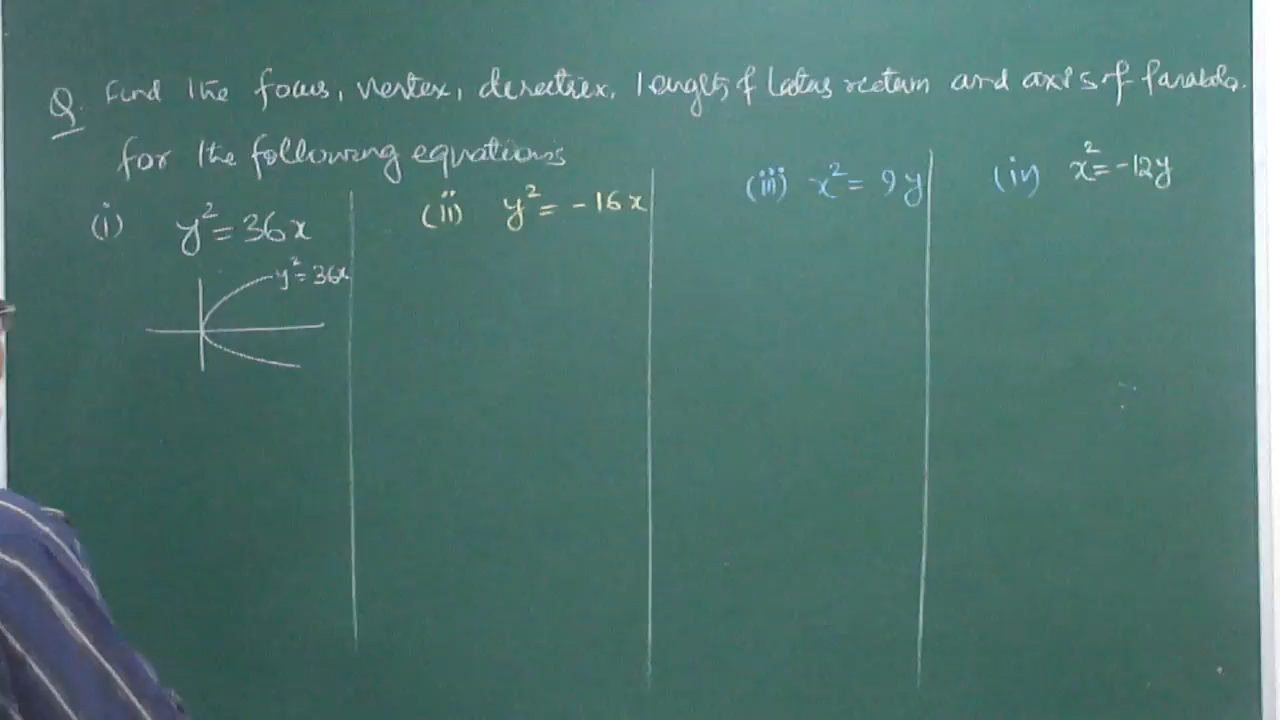 Q. Find the focus, vertex, directrix, length of Latus rectum and axis of Parabola.
for the following equations
(i) y² = 36x
(ii) y² = -16x
(iii) x² = 9y
(iv) x² = -12y
y² = 36x